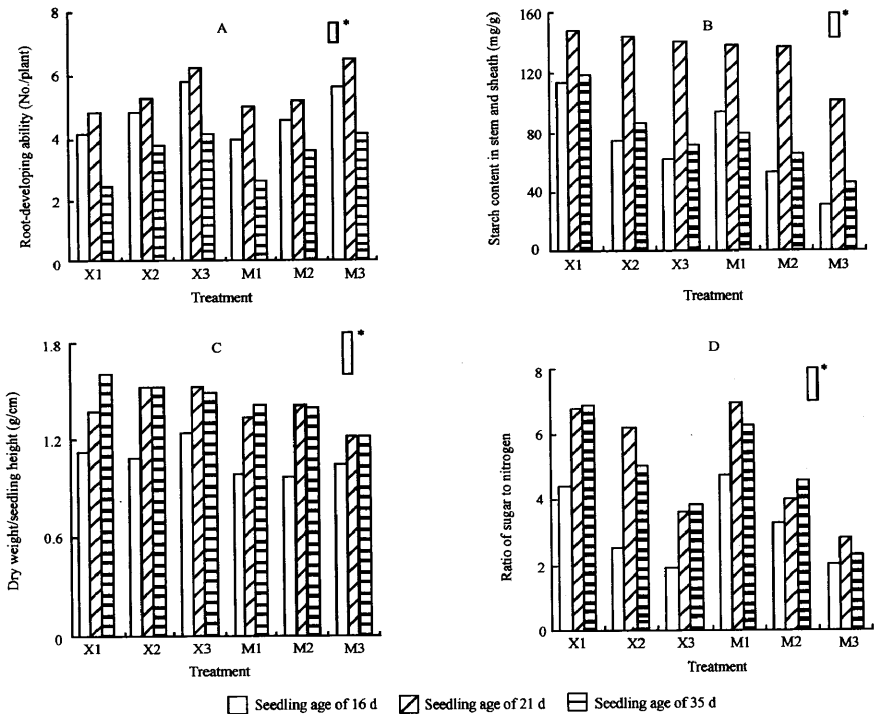 A
*
Root-developing ability (No./plant)
8
6
4
2
0
X1 X2 X3 M1 M2 M3
Treatment
B
*
Starch content in stem and sheath (mg/g)
160
120
80
40
0
X1 X2 X3 M1 M2 M3
Treatment
C
*
Dry weight/seedling height (g/cm)
1.8
1.2
0.6
0
X1 X2 X3 M1 M2 M3
Treatment
D
*
Ratio of sugar to nitrogen
8
6
4
2
0
X1 X2 X3 M1 M2 M3
Treatment
Seedling age of 16 d Seedling age of 21 d Seedling age of 35 d